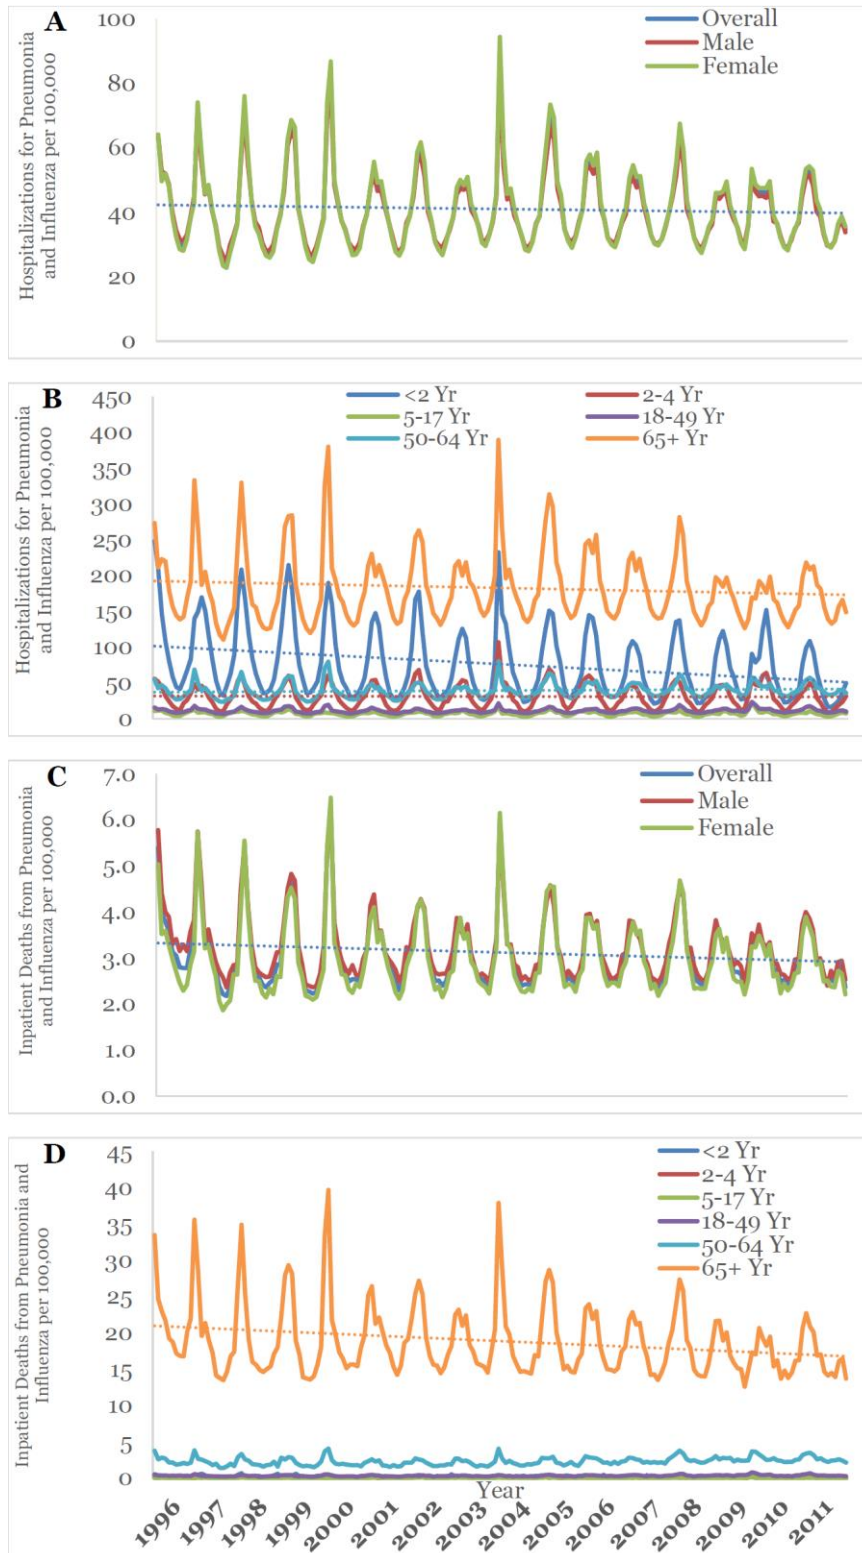 A
Hospitalizations for Pneumonia
and Influenza per 100,000
100
80
60
40
20
0
Overall
Male
Female
B
Hospitalizations for Pneumonia
and Influenza per 100,000
450
400
350
300
250
200
150
100
50
0
<2 Yr 2-4 Yr
5-17 Yr 18-49 Yr
50-64 Yr 65+ Yr
C
Inpatient Deaths from Pneumonia
and Influenza per 100,000
7.0
6.0
5.0
4.0
3.0
2.0
1.0
0.0
Overall
Male
Female
D
Inpatient Deaths from Pneumonia and
Influenza per 100,000
45
40
35
30
25
20
15
10
5
0
<2 Yr
2-4 Yr
5-17 Yr
18-49 Yr
50-64 Yr
65+ Yr
Year
1996 1997 1998 1999 2000 2001 2002 2003 2004 2005 2006 2007 2008 2009 2010 2011